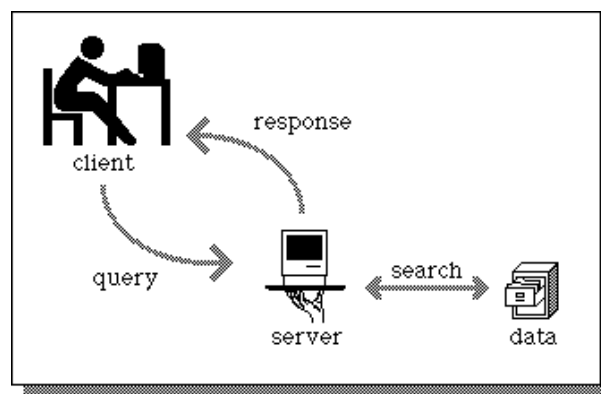 response
client
query
search
server
data